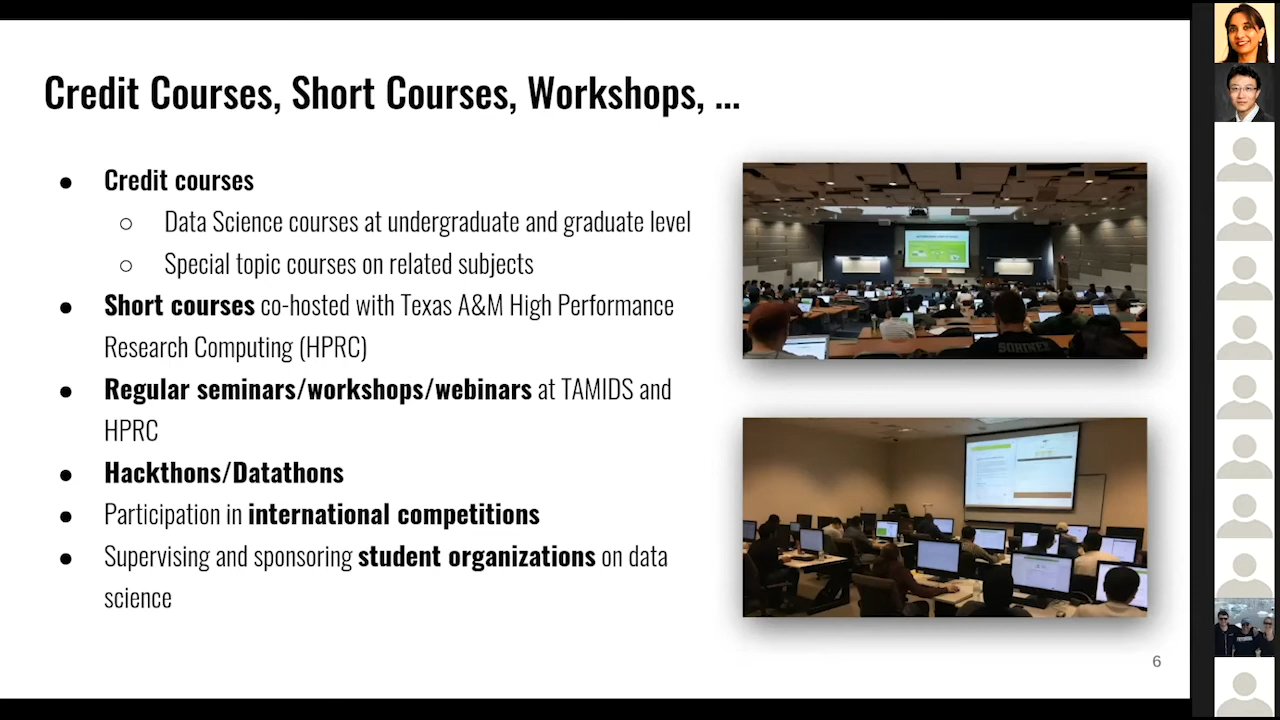 Credit Courses, Short Courses, Workshops, ...
● Credit courses
○ Data Science courses at undergraduate and graduate level
○ Special topic courses on related subjects
● Short courses co-hosted with Texas A&M High Performance
Research Computing (HPRC)
● Regular seminars/workshops/webinars at TAMIDS and
HPRC
● Hackthons/Datathons
● Participation in international competitions
● Supervising and sponsoring student organizations on data
science
6